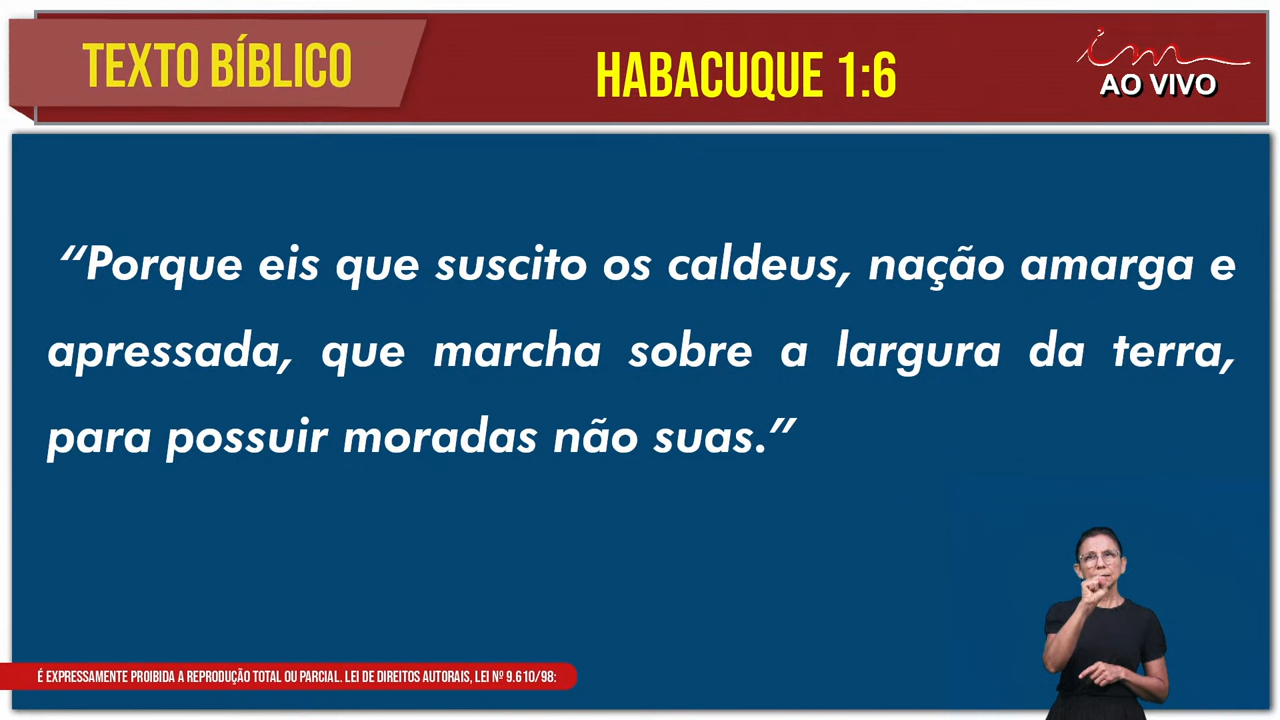 TEXTO BÍBLICO
HABACUQUE 1:6
im
AO VIVO
“Porque eis que suscito os caldeus, nação amarga e
apressada, que marcha sobre a largura da terra,
para possuir moradas não suas.”
É EXPRESSAMENTE PROIBIDA A REPRODUÇÃO TOTAL OU PARCIAL. LEI DE DIREITOS AUTORAIS, LEI Nº 9.610/98: